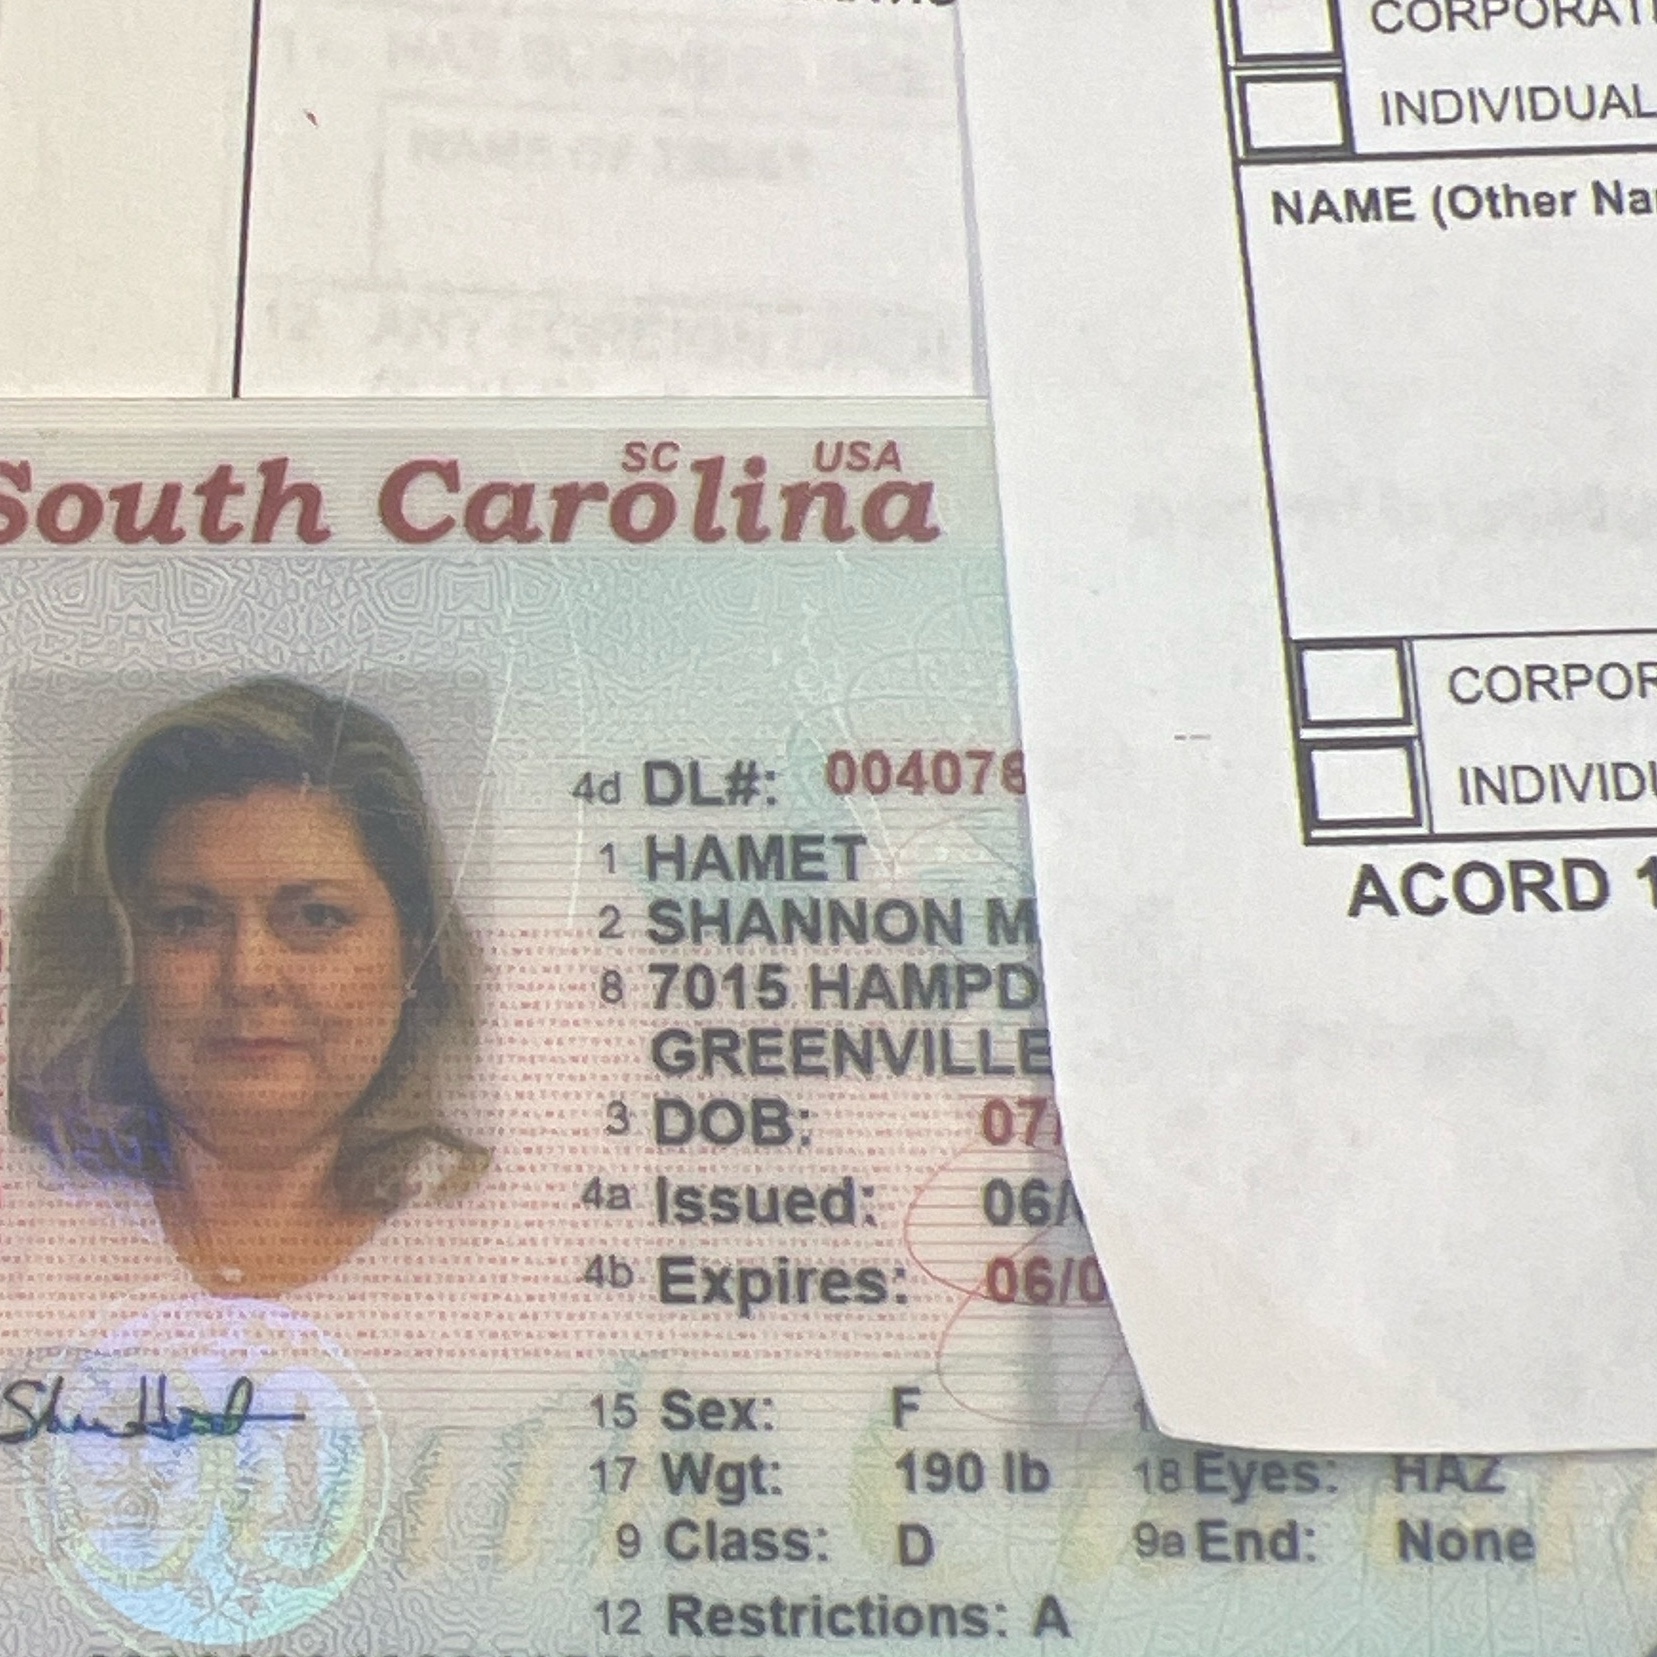 CORPORATI
INDIVIDUAL
NAME (Other Na
SC USA
South Carolina
4d DL#: 004078
1 HAMET
2 SHANNON M
8 7015 HAMPD
GREENVILLE
3 DOB: 07/
4a Issued: 06/0
4b Expires: 06/0
15 Sex: F
17 Wgt: 190 lb 18 Eyes: HAZ
9 Class: D 9a End: None
12 Restrictions: A
CORPOR
INDIVIDU
ACORD 1